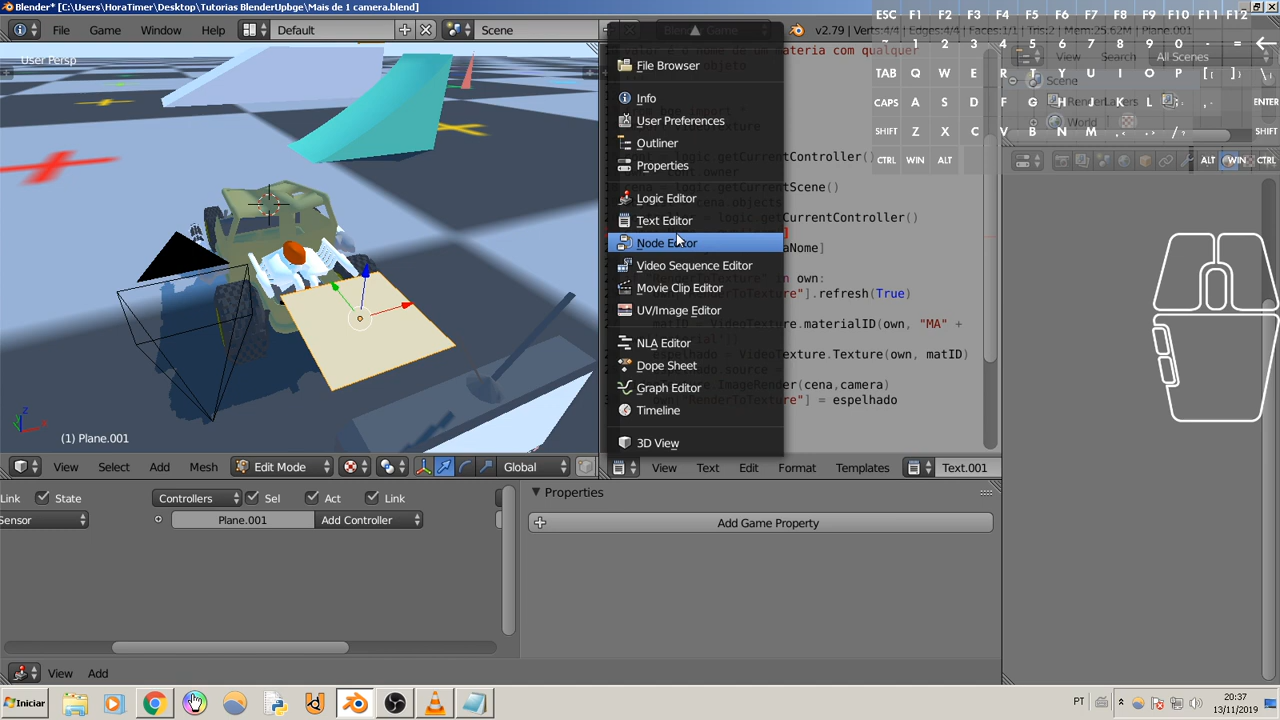 Blender* [C:\Users\HoraTimer\Desktop\Tutorias BlenderUpbge\Mais de 1 camera.blend]
File Game Window Help Default Scene Game v2.79 | Verts:4/4 | Edges:4/4 | Faces:1/1 | Tris:2 | Mem:25.62M | Plane.001
ESC F1 F2 F3 F4 F5 F6 F7 F8 F9 F10 F11 F12
1 2 3 4 5 6 7 8 9 0 - =
TAB Q W E R T Y U I O P [ ] \
CAPS A S D F G H J K L ; , ENTER
SHIFT Z X C V B N M , . / SHIFT
CTRL WIN ALT ALT WIN CTRL
View Search All Scenes
Scene
RenderLayers
World
User Persp
(1) Plane.001
um materia com qualquer
File Browser
Info
User Preferences
Outliner
Properties
Logic Editor
Text Editor
Node Editor
Video Sequence Editor
Movie Clip Editor
UV/Image Editor
NLA Editor
Dope Sheet
Graph Editor
Timeline
3D View
logic.getCurrentController()
.owner
logic.getCurrentScene()
.objects
logic.getCurrentController()
aNome]
in own:
"].refresh(True)
VideoTexture.materialID(own, "MA" +
VideoTexture.Texture(own, matID)
.source =
ImageRender(cena,camera)
"RenderToTexture"] = espelhado
View Select Add Mesh Edit Mode Global
View Text Edit Format Templates Text.001
Link State Controllers Sel Act Link
Sensor Plane.001 Add Controller
Properties
Add Game Property
View Add
Iniciar
PT
20:37
13/11/2019